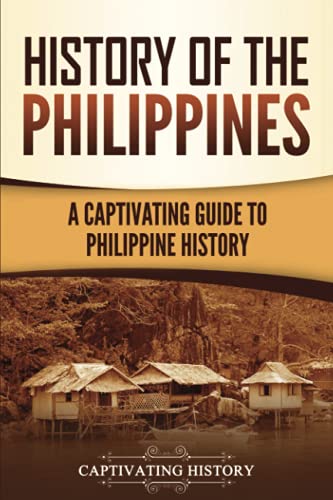 HISTORY OF THE
PHILIPPINES
A CAPTIVATING GUIDE TO
PHILIPPINE HISTORY
CAPTIVATING HISTORY